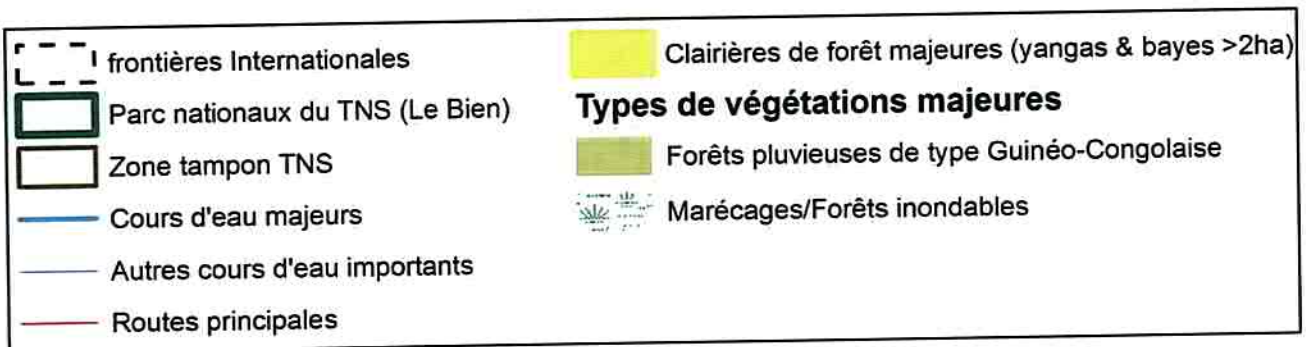 frontières Internationales
Parc nationaux du TNS (Le Bien)
Zone tampon TNS
Cours d'eau majeurs
Autres cours d'eau importants
Routes principales
Clairières de forêt majeures (yangas & bayes >2ha)
Types de végétations majeures
Forêts pluvieuses de type Guinéo-Congolaise
Marécages/Forêts inondables